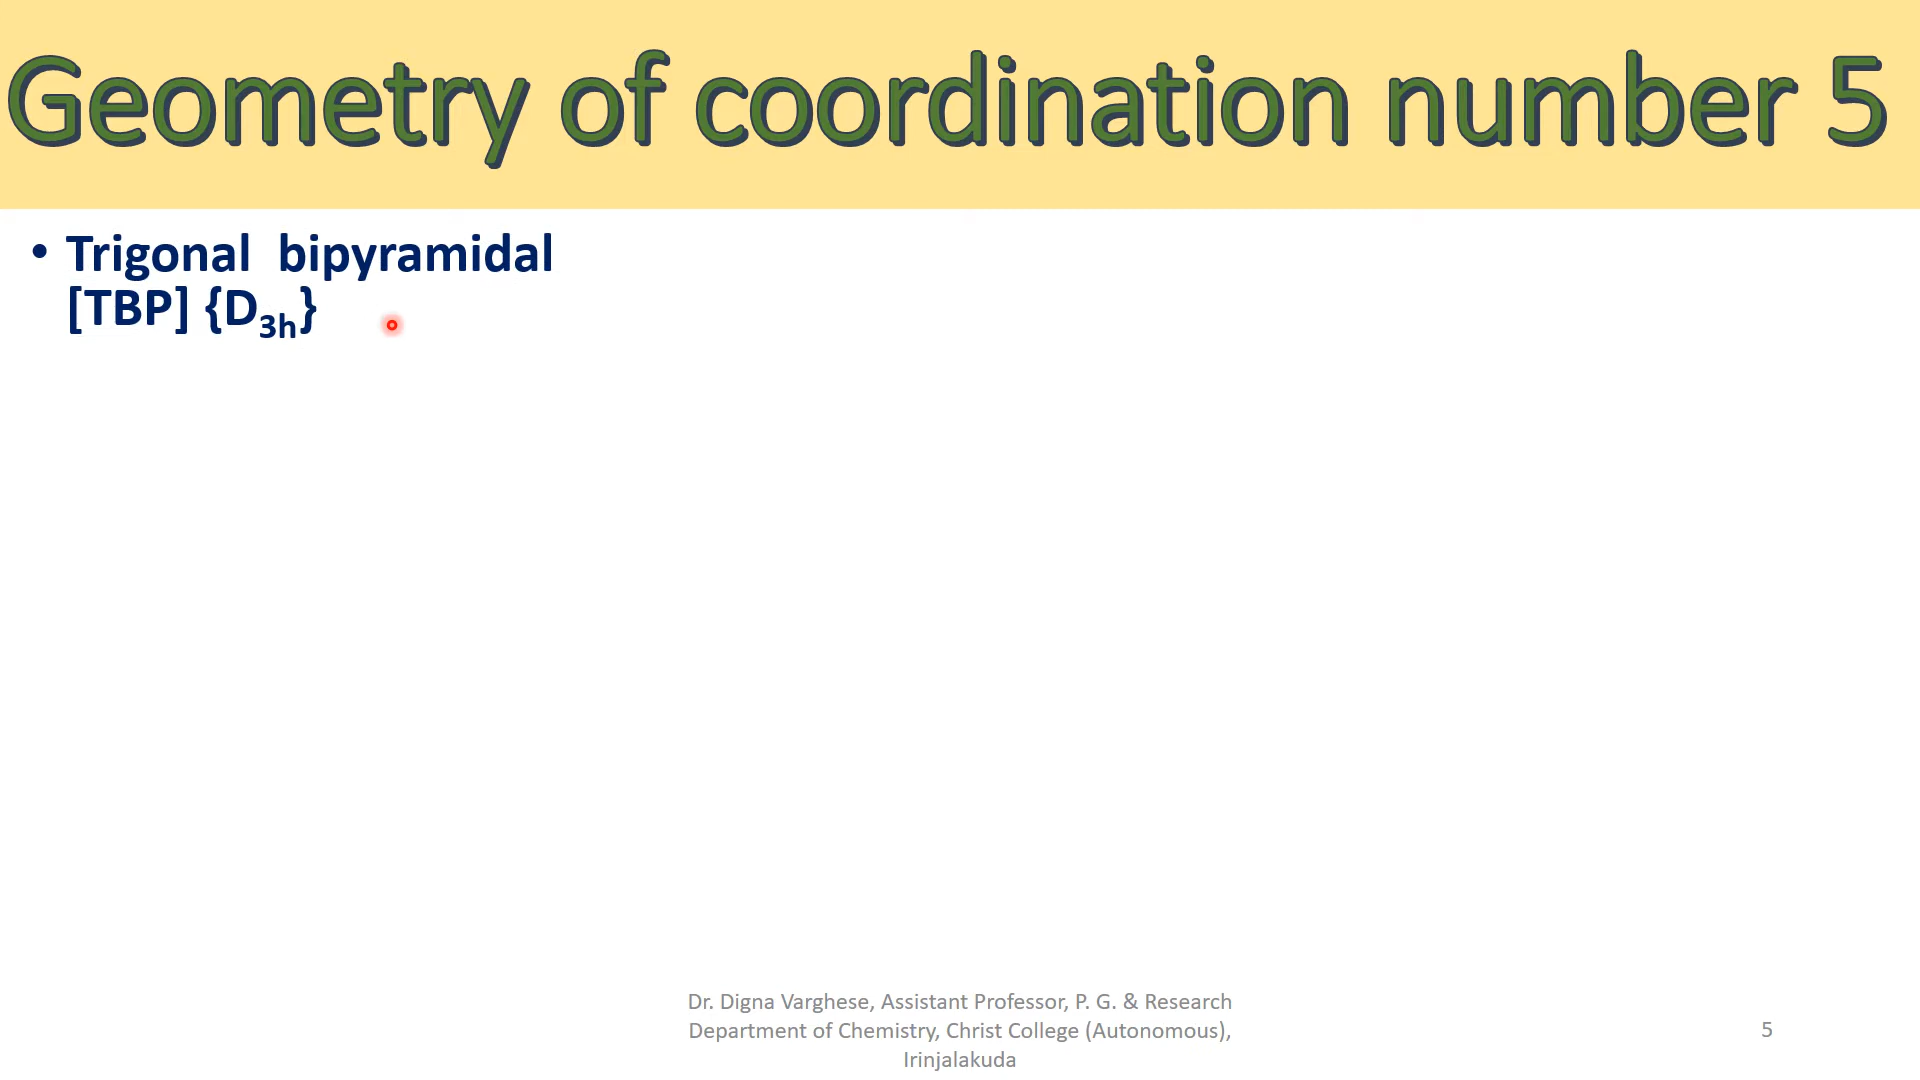 Geometry of coordination number 5
• Trigonal bipyramidal
[TBP] {D3h}
Dr. Digna Varghese, Assistant Professor, P. G. & Research
Department of Chemistry, Christ College (Autonomous),
Irinjalakuda
5